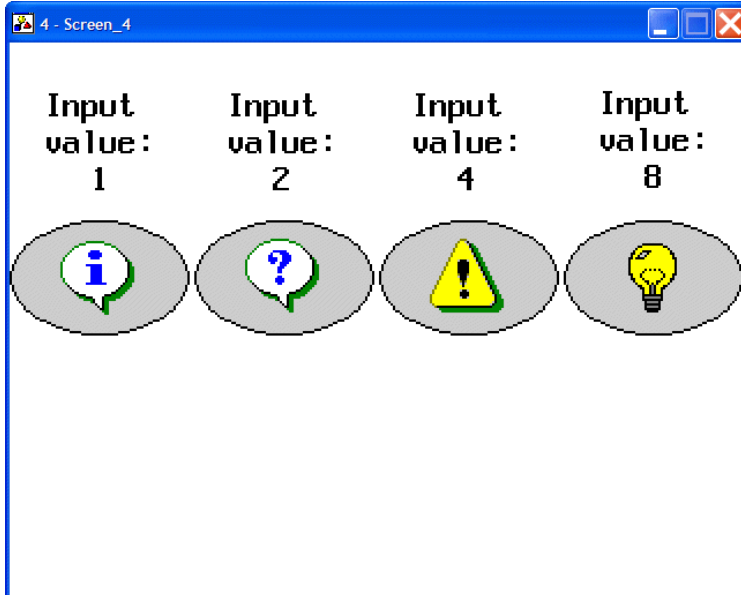 4 - Screen_4
Input value: 1
Input value: 2
Input value: 4
Input value: 8
i
?
!